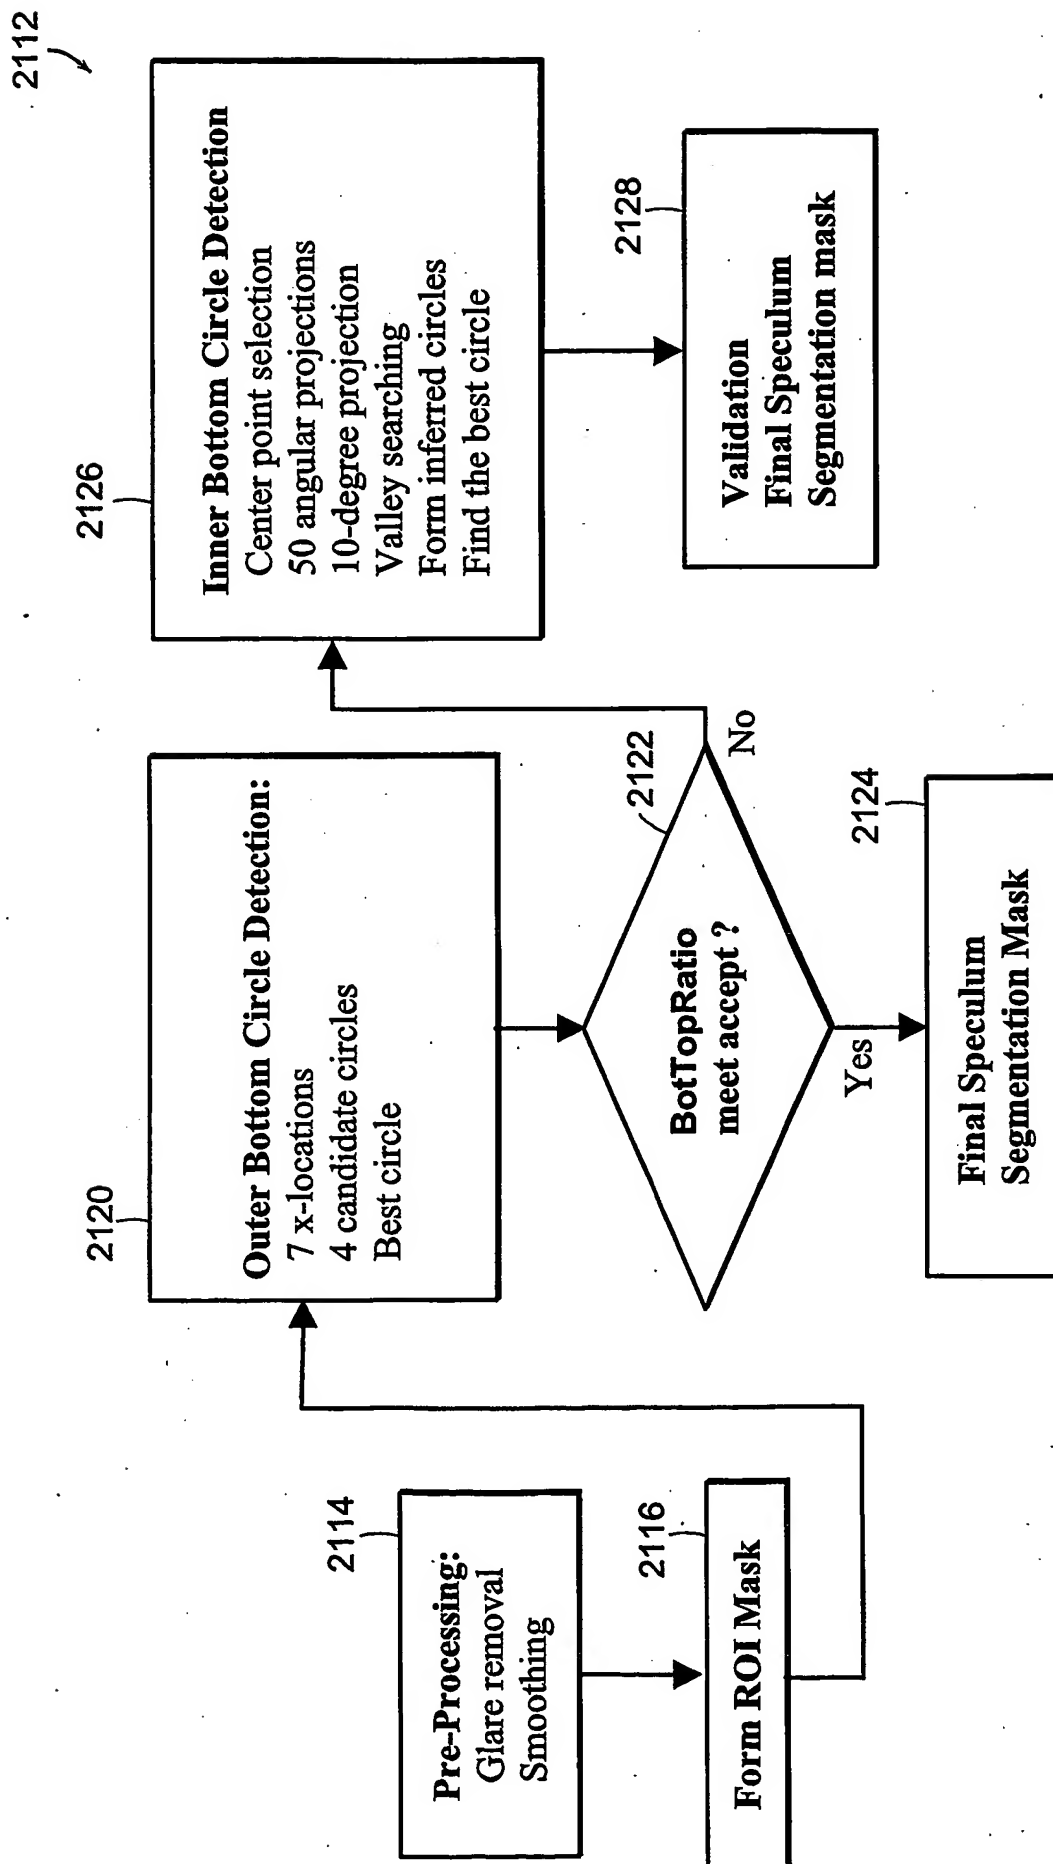 2112
2114
Pre-Processing:
Glare removal
Smoothing
2116
Form ROI Mask
2120
Outer Bottom Circle Detection:
7 x-locations
4 candidate circles
Best circle
2122
BotTopRatio
meet accept ?
Yes
No
2124
Final Speculum
Segmentation Mask
2126
Inner Bottom Circle Detection
Center point selection
50 angular projections
10-degree projection
Valley searching
Form inferred circles
Find the best circle
2128
Validation
Final Speculum
Segmentation mask